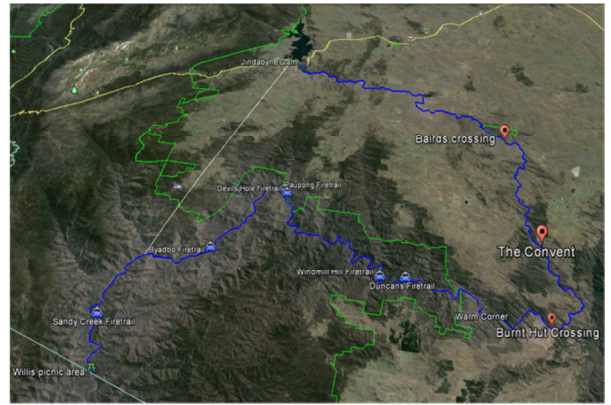 Jindabyne Dam
Bairds crossing
Devils Hole Firetrail
Paupong Firetrail
The Convent
Byadbo Firetrail
Windmill Hill Firetrail
Duncans Firetrail
Warm Corner
Sandy Creek Firetrail
Burnt Hut Crossing
Willis picnic area